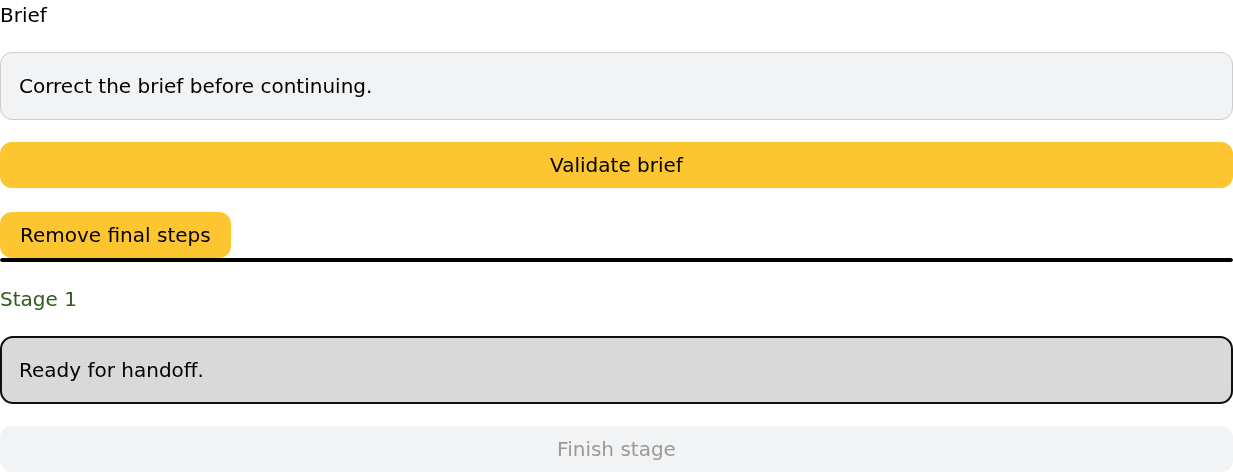 Brief
Correct the brief before continuing.
Validate brief
Remove final steps
Stage 1
Ready for handoff.
Finish stage